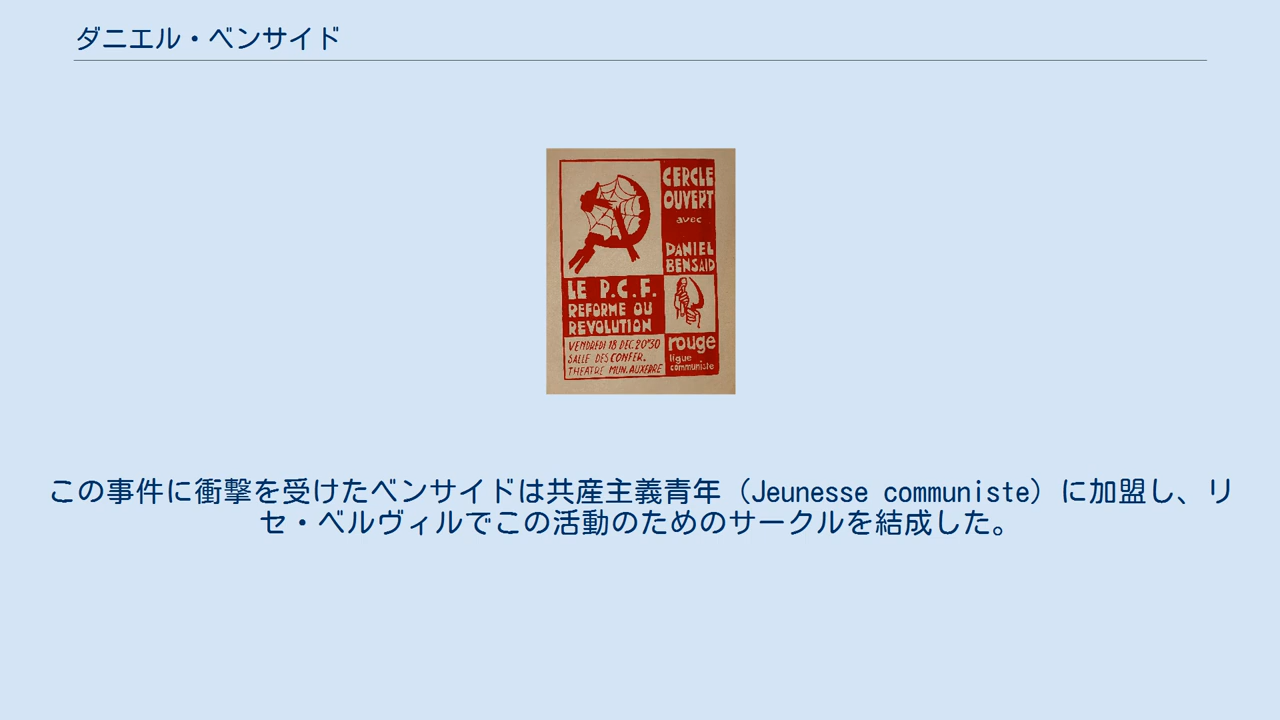 ダニエル・ベンサイド
CERCLE
OUVERT
avec
DANIEL
BENSAID
LE P.C.F.
REFORME OU
REVOLUTION
VENDREDI 18 DEC. 20H30
SALLE DES CONFER.
THEATRE MUN. AUXERRE
rouge
ligue
communiste
この事件に衝撃を受けたベンサイドは共産主義青年（Jeunesse communiste）に加盟し、リ
セ・ベルヴィルでこの活動のためのサークルを結成した。